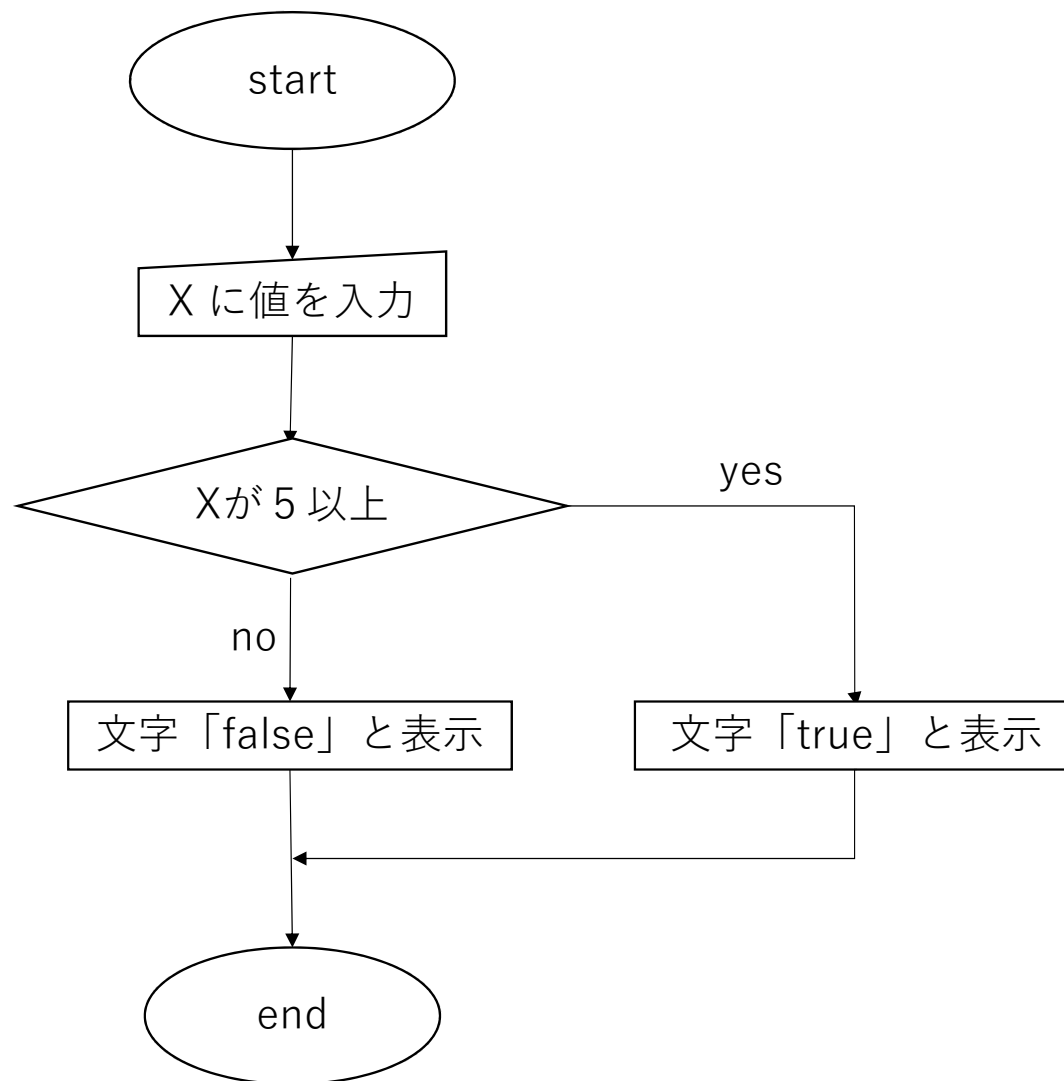 start
X に値を入力
Xが５以上
yes
no
文字「false」と表示
文字「true」と表示
end